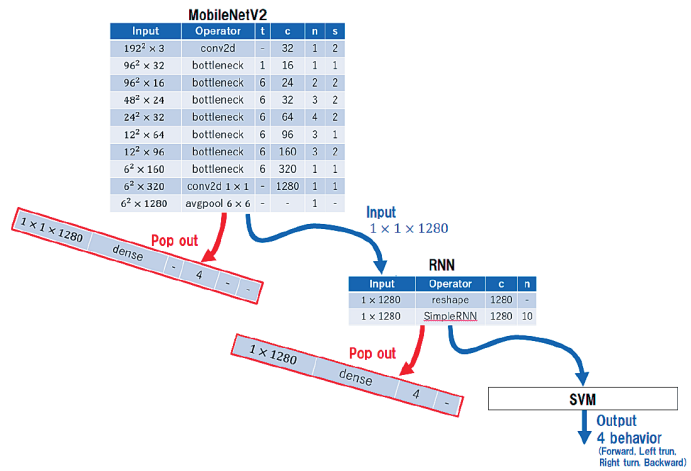 MobileNetV2
Input Operator t c n s
192² × 3 conv2d - 32 1 2
96² × 32 bottleneck 1 16 1 1
96² × 16 bottleneck 6 24 2 2
48² × 24 bottleneck 6 32 3 2
24² × 32 bottleneck 6 64 4 2
12² × 64 bottleneck 6 96 3 1
12² × 96 bottleneck 6 160 3 2
6² × 160 bottleneck 6 320 1 1
6² × 320 conv2d 1 × 1 - 1280 1 1
6² × 1280 avgpool 6 × 6 - - 1 -
1 × 1 × 1280 dense - 4 - -
Pop out
Input
1 × 1 × 1280
RNN
Input Operator c n
1 × 1280 reshape 1280 -
1 × 1280 SimpleRNN 1280 10
Pop out
1 × 1280 dense 4 -
SVM
Output
4 behavior
(Forward, Left trun,
Right turn, Backward)